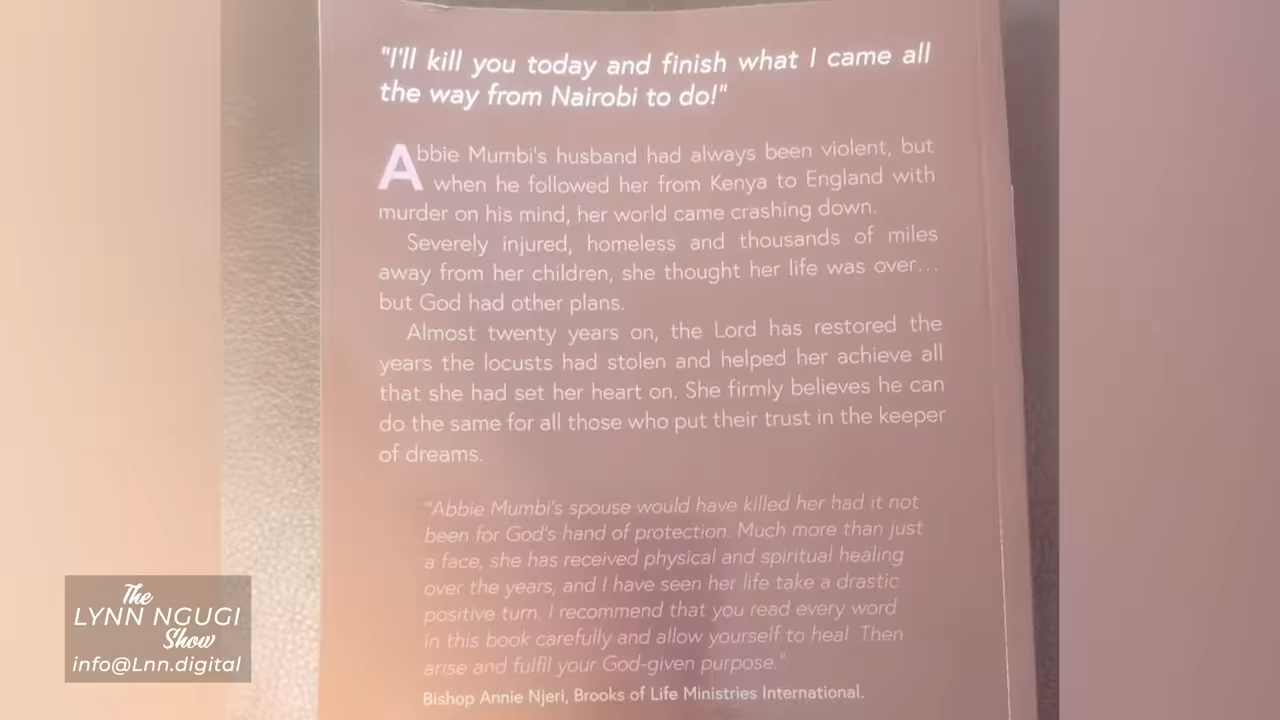 "I'll kill you today and finish what I came all
the way from Nairobi to do!"
Abbie Mumbi's husband had always been violent, but
when he followed her from Kenya to England with
murder on his mind, her world came crashing down.
Severely injured, homeless and thousands of miles
away from her children, she thought her life was over...
but God had other plans.
Almost twenty years on, the Lord has restored the
years the locusts had stolen and helped her achieve all
that she had set her heart on. She firmly believes he can
do the same for all those who put their trust in the keeper
of dreams.
"Abbie Mumbi's spouse would have killed her had it not
been for God's hand of protection. Much more than just
a face, she has received physical and spiritual healing
over the years, and I have seen her life take a drastic
positive turn. I recommend that you read every word
in this book carefully and allow yourself to heal. Then
arise and fulfil your God-given purpose."
Bishop Annie Njeri, Brooks of Life Ministries International.
The
LYNN NGUGI
Show
info@Lnn.digital